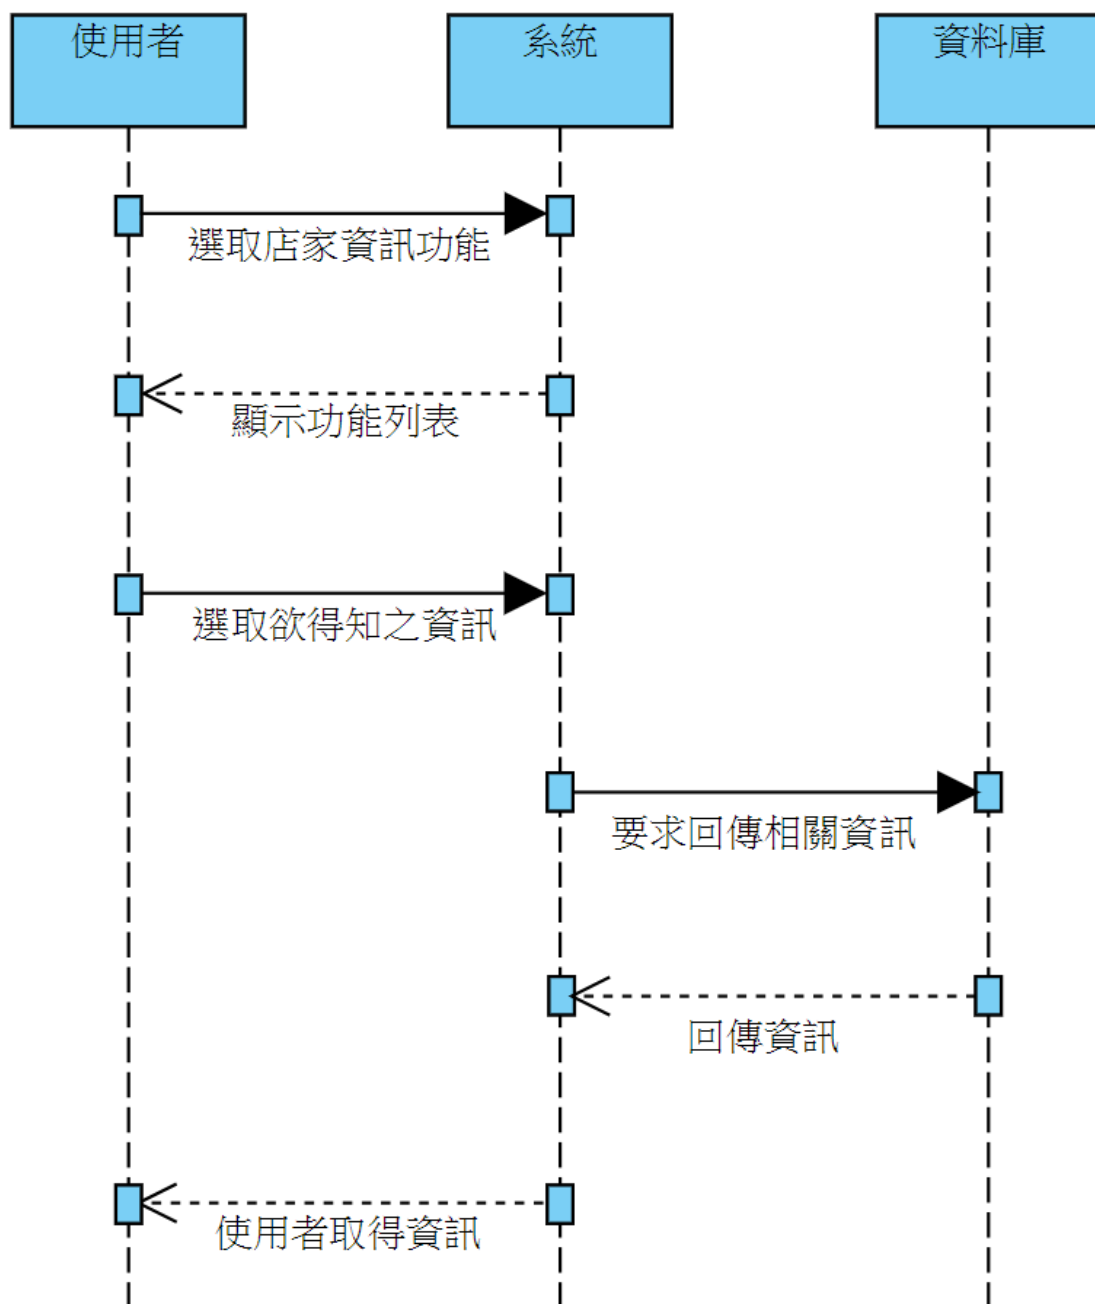 使用者
系統
資料庫
選取店家資訊功能
顯示功能列表
選取欲得知之資訊
要求回傳相關資訊
回傳資訊
使用者取得資訊